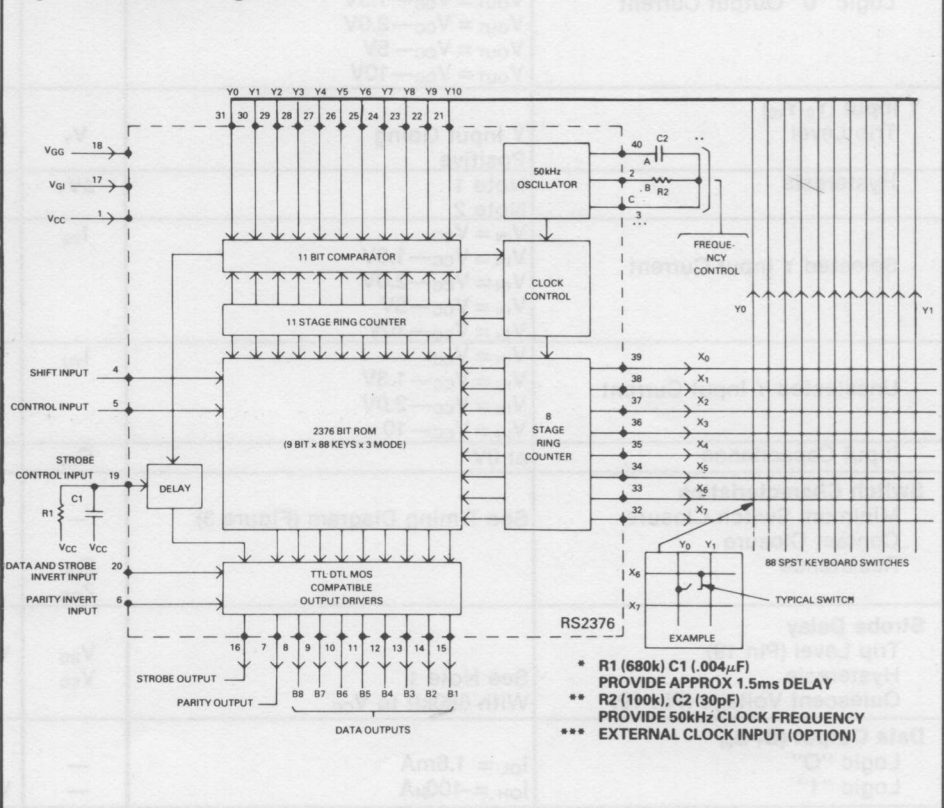 Y0 Y1 Y2 Y3 Y4 Y5 Y6 Y7 Y8 Y9 Y10
31 30 29 28 27 26 25 24 23 22 21
VGG 18
VGI 17
VCC 1
50kHz
OSCILLATOR
40
C2
A
2
B R2
C
3
**
***
FREQUE-
NCY
CONTROL
11 BIT COMPARATOR
CLOCK
CONTROL
11 STAGE RING COUNTER
Y0
Y1
SHIFT INPUT 4
CONTROL INPUT 5
2376 BIT ROM
(9 BIT x 88 KEYS x 3 MODE)
8
STAGE
RING
COUNTER
39 X0
38 X1
37 X2
36 X3
35 X4
34 X5
33 X6
32 X7
STROBE
CONTROL INPUT 19
DELAY
C1
R1
*
VCC VCC
DATA AND STROBE
INVERT INPUT 20
PARITY INVERT
INPUT 6
TTL DTL MOS
COMPATIBLE
OUTPUT DRIVERS
RS2376
Y0 Y1
X6
X7
EXAMPLE
88 SPST KEYBOARD SWITCHES
TYPICAL SWITCH
16 7 8 9 10 11 12 13 14 15
STROBE OUTPUT
PARITY OUTPUT
B8 B7 B6 B5 B4 B3 B2 B1
DATA OUTPUTS
* R1 (680k) C1 (.004μF)
PROVIDE APPROX 1.5ms DELAY
** R2 (100k), C2 (30pF)
PROVIDE 50kHz CLOCK FREQUENCY
*** EXTERNAL CLOCK INPUT (OPTION)